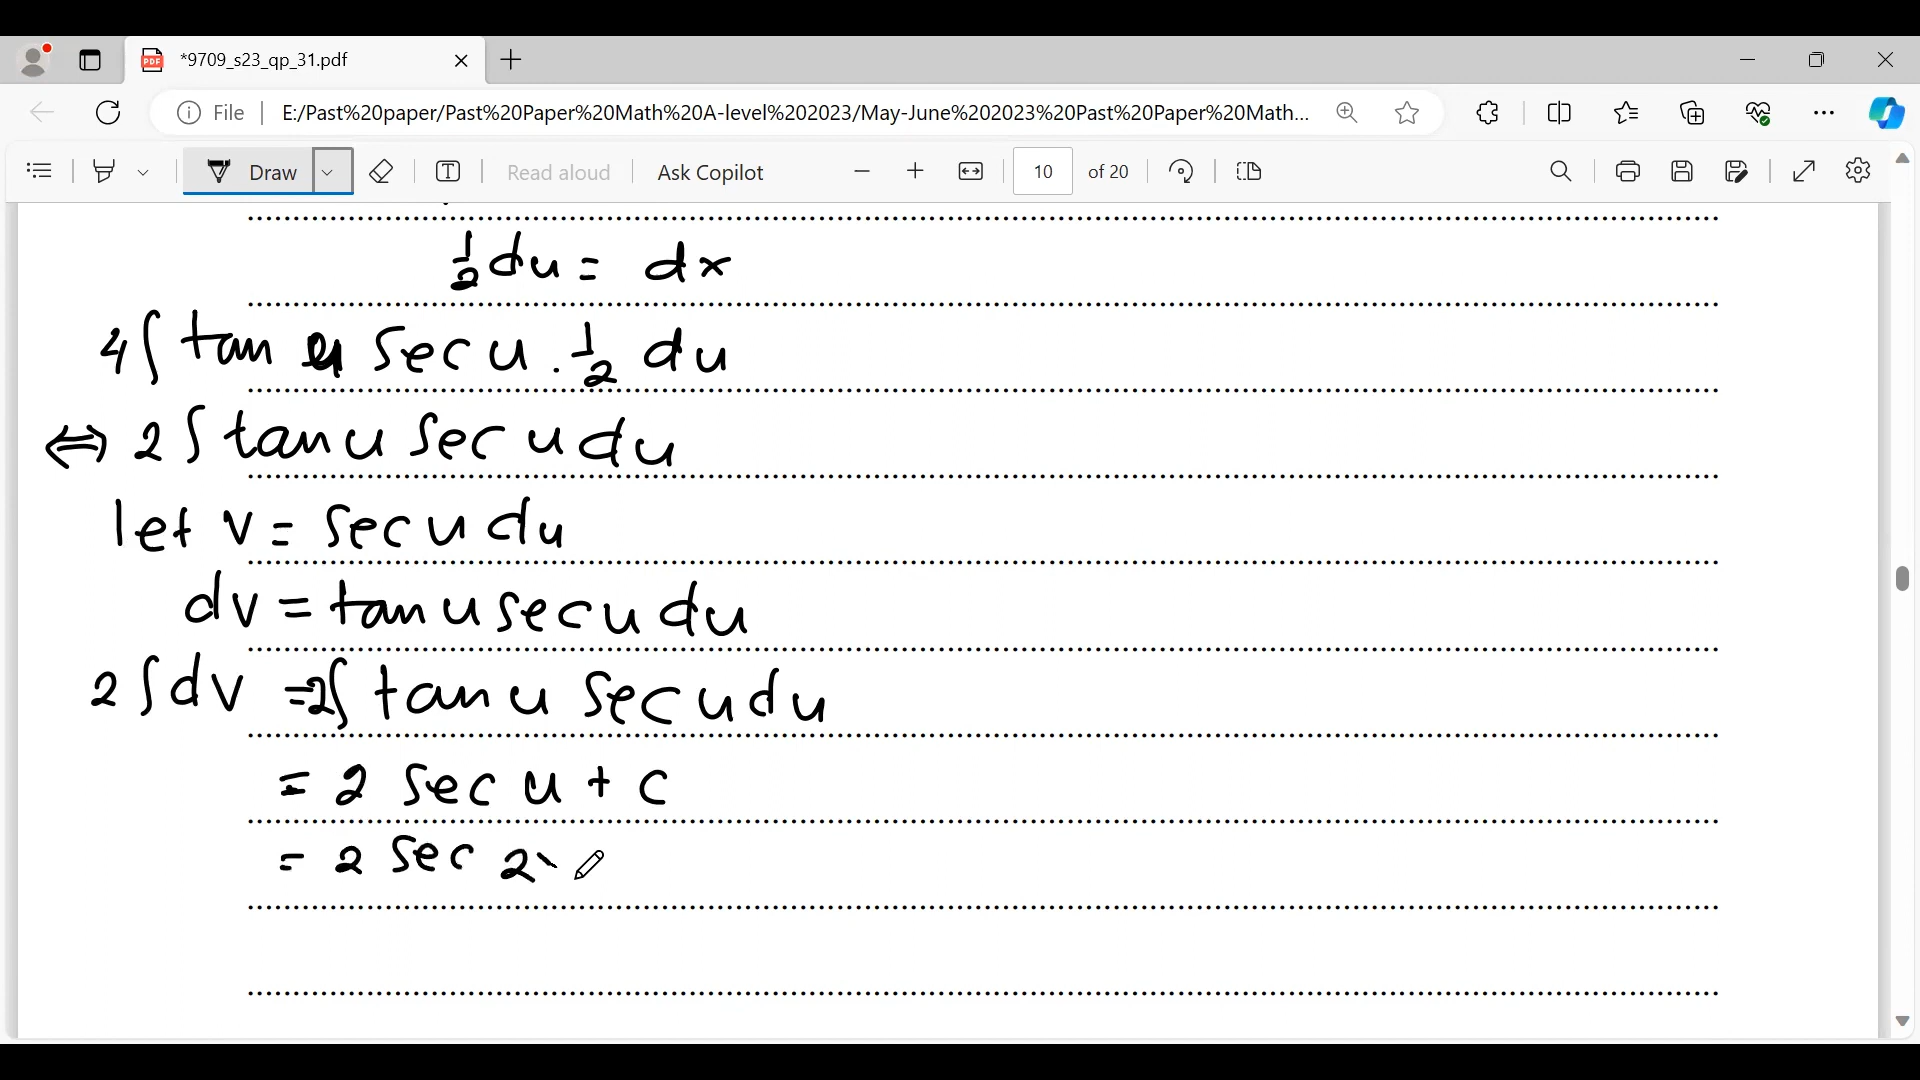 *9709_s23_qp_31.pdf
File
E:/Past%20paper/Past%20Paper%20Math%20A-level%202023/May-June%202023%20Past%20Paper%20Math...
Draw
Read aloud
Ask Copilot
10
of 20
½du = dx
4∫ tan u sec u . ½ du
⇔ 2∫ tan u sec u du
let v = sec u du
dv = tan u sec u du
2∫dv = 2∫ tan u sec u du
= 2 sec u + c
= 2 sec 2